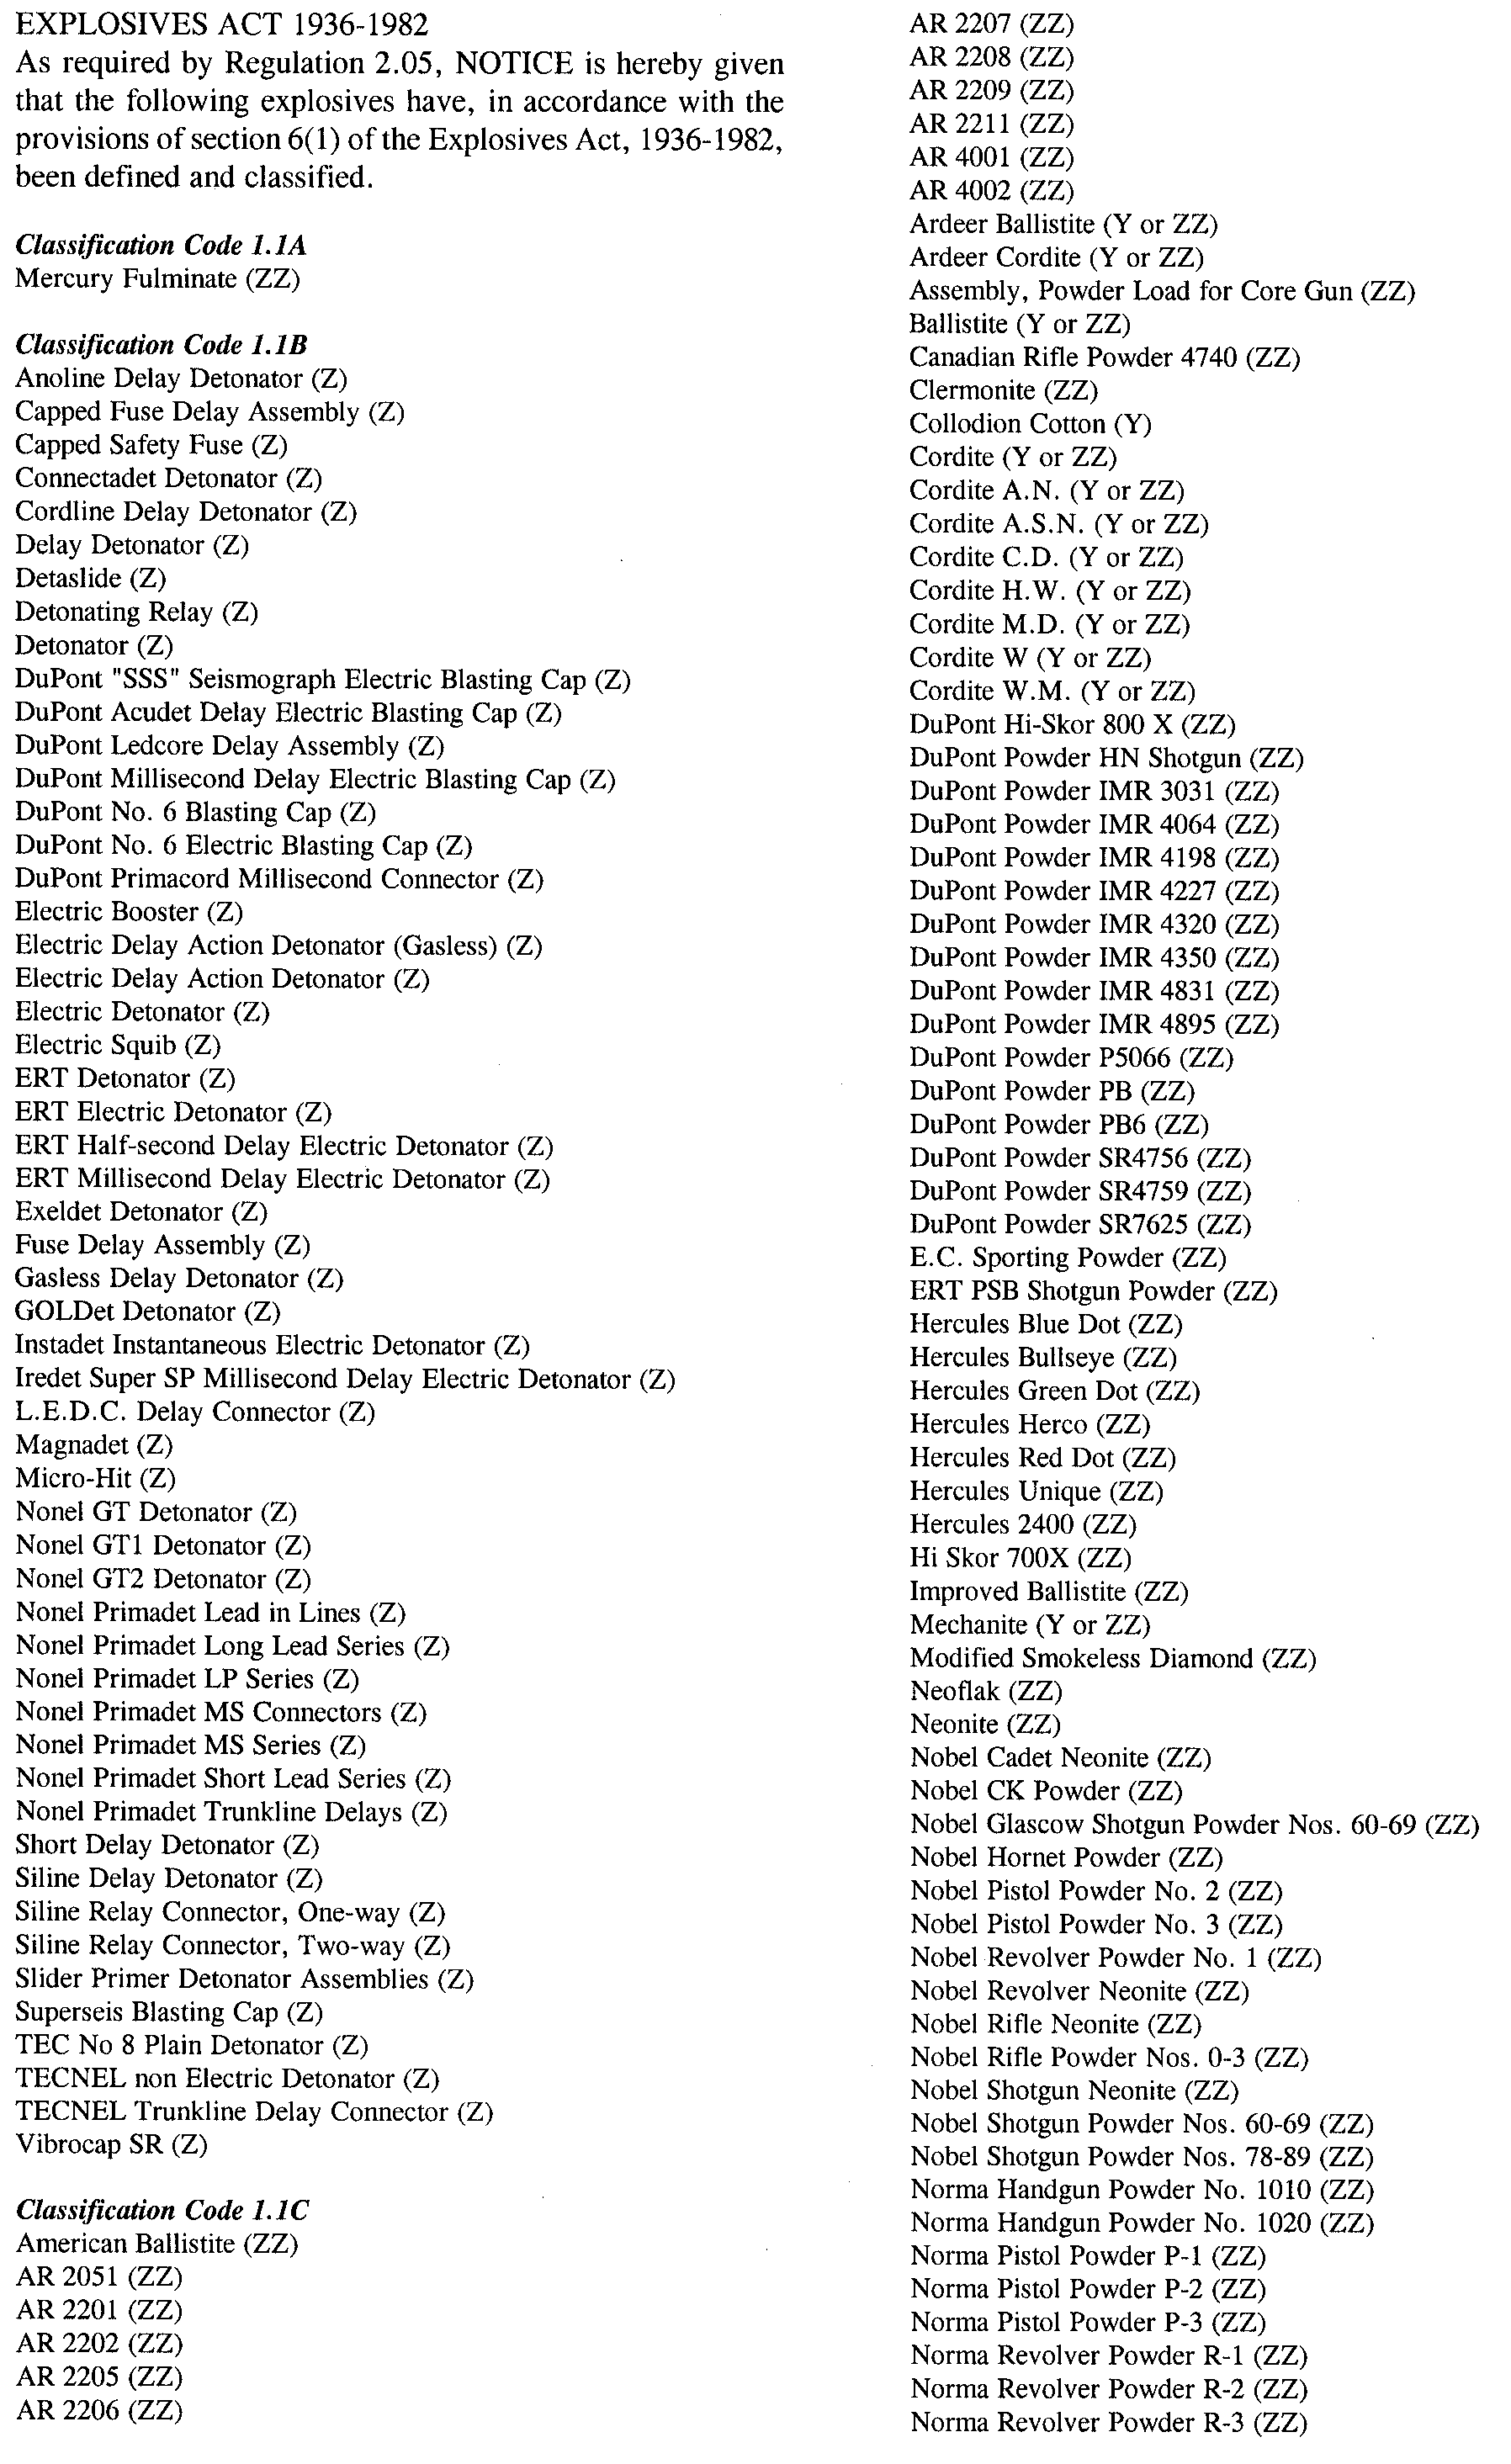 EXPLOSIVES ACT 1936-1982
As required by Regulation 2.05, NOTICE is hereby given
that the following explosives have, in accordance with the
provisions of section 6(1) of the Explosives Act, 1936-1982,
been defined and classified.
Classification Code 1.1A
Mercury Fulminate (ZZ)
Classification Code 1.1B
Anoline Delay Detonator (Z)
Capped Fuse Delay Assembly (Z)
Capped Safety Fuse (Z)
Connectadet Detonator (Z)
Cordline Delay Detonator (Z)
Delay Detonator (Z)
Detaslide (Z)
Detonating Relay (Z)
Detonator (Z)
DuPont "SSS" Seismograph Electric Blasting Cap (Z)
DuPont Acudet Delay Electric Blasting Cap (Z)
DuPont Ledcore Delay Assembly (Z)
DuPont Millisecond Delay Electric Blasting Cap (Z)
DuPont No. 6 Blasting Cap (Z)
DuPont No. 6 Electric Blasting Cap (Z)
DuPont Primacord Millisecond Connector (Z)
Electric Booster (Z)
Electric Delay Action Detonator (Gasless) (Z)
Electric Delay Action Detonator (Z)
Electric Detonator (Z)
Electric Squib (Z)
ERT Detonator (Z)
ERT Electric Detonator (Z)
ERT Half-second Delay Electric Detonator (Z)
ERT Millisecond Delay Electric Detonator (Z)
Exeldet Detonator (Z)
Fuse Delay Assembly (Z)
Gasless Delay Detonator (Z)
GOLDet Detonator (Z)
Instadet Instantaneous Electric Detonator (Z)
Iredet Super SP Millisecond Delay Electric Detonator (Z)
L.E.D.C. Delay Connector (Z)
Magnadet (Z)
Micro-Hit (Z)
Nonel GT Detonator (Z)
Nonel GT1 Detonator (Z)
Nonel GT2 Detonator (Z)
Nonel Primadet Lead in Lines (Z)
Nonel Primadet Long Lead Series (Z)
Nonel Primadet LP Series (Z)
Nonel Primadet MS Connectors (Z)
Nonel Primadet MS Series (Z)
Nonel Primadet Short Lead Series (Z)
Nonel Primadet Trunkline Delays (Z)
Short Delay Detonator (Z)
Siline Delay Detonator (Z)
Siline Relay Connector, One-way (Z)
Siline Relay Connector, Two-way (Z)
Slider Primer Detonator Assemblies (Z)
Superseis Blasting Cap (Z)
TEC No 8 Plain Detonator (Z)
TECNEL non Electric Detonator (Z)
TECNEL Trunkline Delay Connector (Z)
Vibrocap SR (Z)
Classification Code 1.1C
American Ballistite (ZZ)
AR 2051 (ZZ)
AR 2201 (ZZ)
AR 2202 (ZZ)
AR 2205 (ZZ)
AR 2206 (ZZ)
AR 2207 (ZZ)
AR 2208 (ZZ)
AR 2209 (ZZ)
AR 2211 (ZZ)
AR 4001 (ZZ)
AR 4002 (ZZ)
Ardeer Ballistite (Y or ZZ)
Ardeer Cordite (Y or ZZ)
Assembly, Powder Load for Core Gun (ZZ)
Ballistite (Y or ZZ)
Canadian Rifle Powder 4740 (ZZ)
Clermonite (ZZ)
Collodion Cotton (Y)
Cordite (Y or ZZ)
Cordite A.N. (Y or ZZ)
Cordite A.S.N. (Y or ZZ)
Cordite C.D. (Y or ZZ)
Cordite H.W. (Y or ZZ)
Cordite M.D. (Y or ZZ)
Cordite W (Y or ZZ)
Cordite W.M. (Y or ZZ)
DuPont Hi-Skor 800 X (ZZ)
DuPont Powder HN Shotgun (ZZ)
DuPont Powder IMR 3031 (ZZ)
DuPont Powder IMR 4064 (ZZ)
DuPont Powder IMR 4198 (ZZ)
DuPont Powder IMR 4227 (ZZ)
DuPont Powder IMR 4320 (ZZ)
DuPont Powder IMR 4350 (ZZ)
DuPont Powder IMR 4831 (ZZ)
DuPont Powder IMR 4895 (ZZ)
DuPont Powder P5066 (ZZ)
DuPont Powder PB (ZZ)
DuPont Powder PB6 (ZZ)
DuPont Powder SR4756 (ZZ)
DuPont Powder SR4759 (ZZ)
DuPont Powder SR7625 (ZZ)
E.C. Sporting Powder (ZZ)
ERT PSB Shotgun Powder (ZZ)
Hercules Blue Dot (ZZ)
Hercules Bullseye (ZZ)
Hercules Green Dot (ZZ)
Hercules Herco (ZZ)
Hercules Red Dot (ZZ)
Hercules Unique (ZZ)
Hercules 2400 (ZZ)
Hi Skor 700X (ZZ)
Improved Ballistite (ZZ)
Mechanite (Y or ZZ)
Modified Smokeless Diamond (ZZ)
Neoflak (ZZ)
Neonite (ZZ)
Nobel Cadet Neonite (ZZ)
Nobel CK Powder (ZZ)
Nobel Glascow Shotgun Powder Nos. 60-69 (ZZ)
Nobel Hornet Powder (ZZ)
Nobel Pistol Powder No. 2 (ZZ)
Nobel Pistol Powder No. 3 (ZZ)
Nobel Revolver Powder No. 1 (ZZ)
Nobel Revolver Neonite (ZZ)
Nobel Rifle Neonite (ZZ)
Nobel Rifle Powder Nos. 0-3 (ZZ)
Nobel Shotgun Neonite (ZZ)
Nobel Shotgun Powder Nos. 60-69 (ZZ)
Nobel Shotgun Powder Nos. 78-89 (ZZ)
Norma Handgun Powder No. 1010 (ZZ)
Norma Handgun Powder No. 1020 (ZZ)
Norma Pistol Powder P-1 (ZZ)
Norma Pistol Powder P-2 (ZZ)
Norma Pistol Powder P-3 (ZZ)
Norma Revolver Powder R-1 (ZZ)
Norma Revolver Powder R-2 (ZZ)
Norma Revolver Powder R-3 (ZZ)